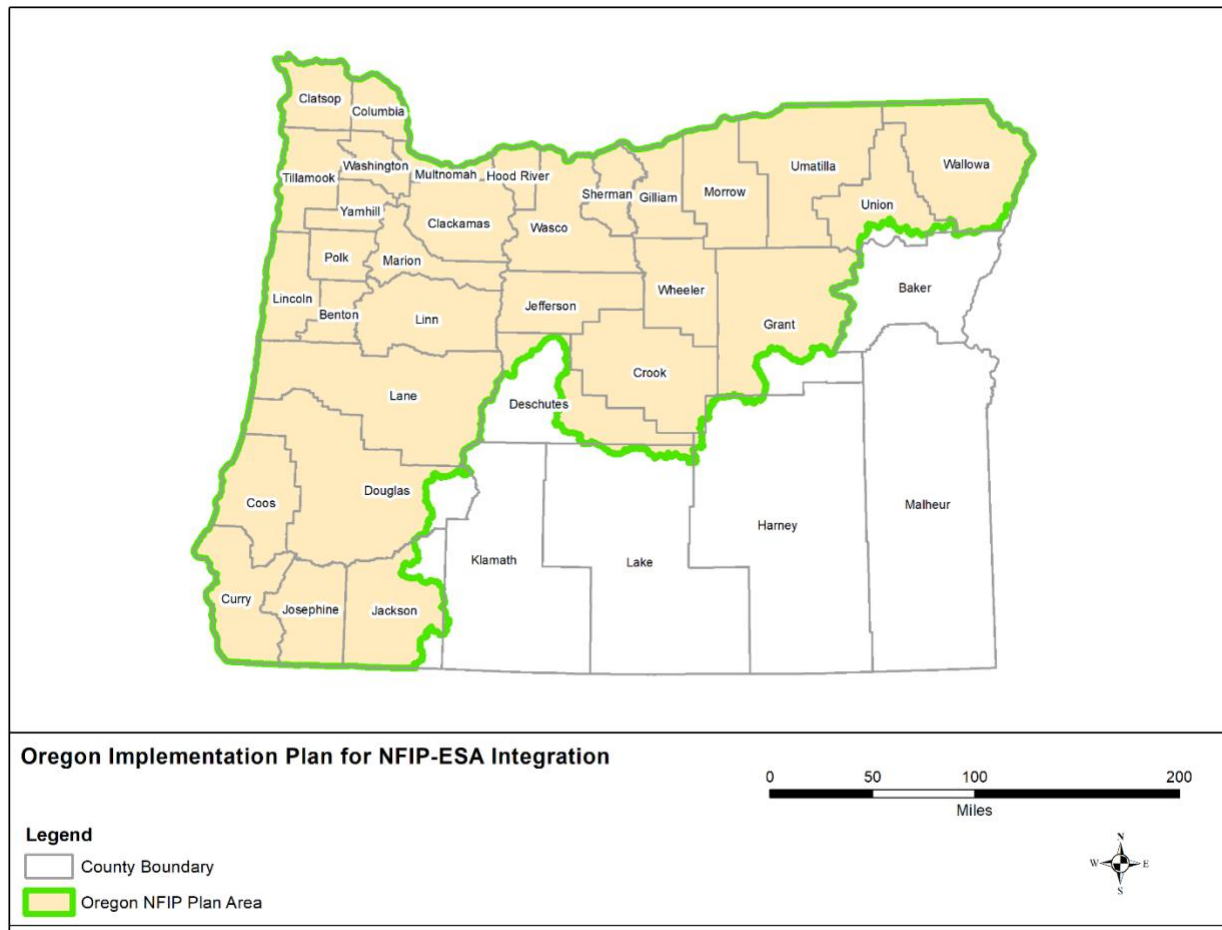 Clatsop
Columbia
Washington
Tillamook
Multnomah
Hood River
Umatilla
Wallowa
Sherman
Gilliam
Morrow
Yamhill
Clackamas
Wasco
Union
Polk
Marion
Baker
Lincoln
Benton
Linn
Jefferson
Wheeler
Grant
Crook
Lane
Deschutes
Coos
Douglas
Klamath
Lake
Harney
Malheur
Curry
Josephine
Jackson
Oregon Implementation Plan for NFIP-ESA Integration
0 50 100 200
Miles
Legend
County Boundary
Oregon NFIP Plan Area
N
W E
S